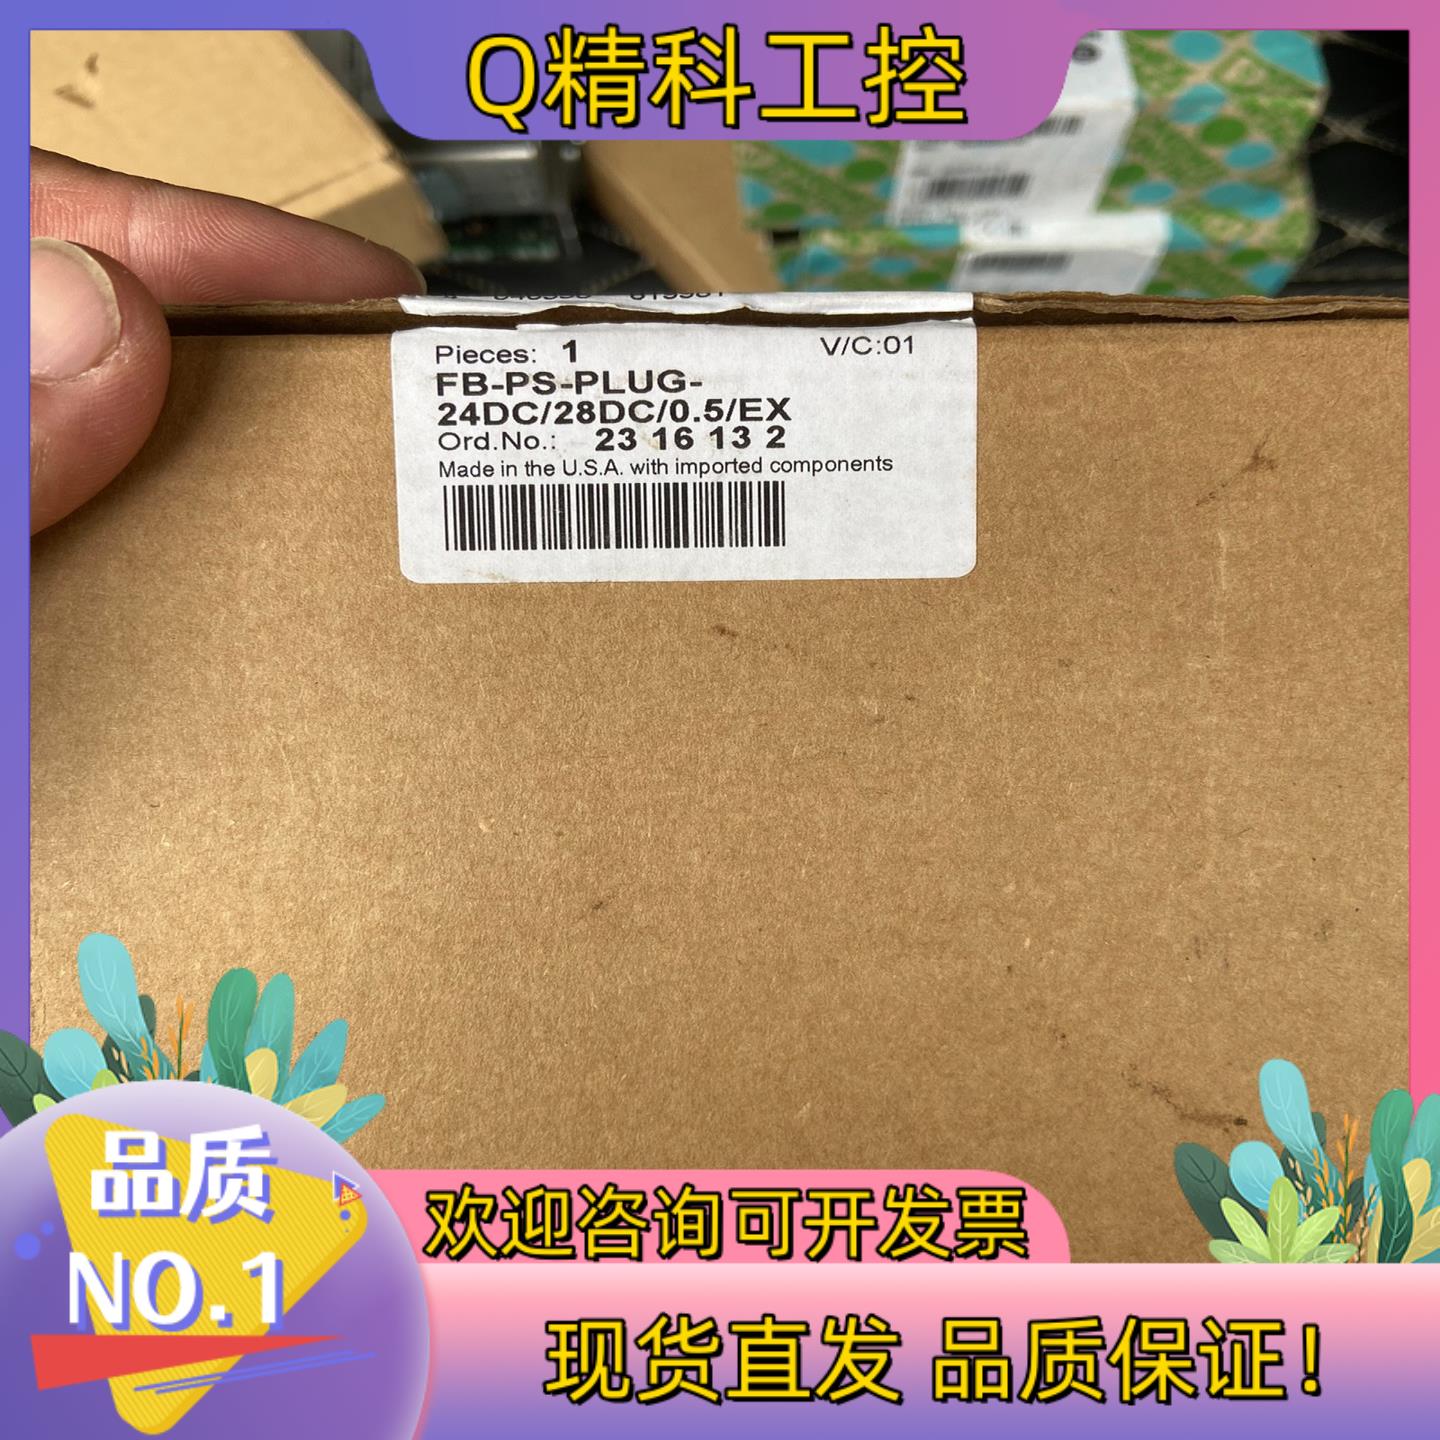 Q精科工控
Pieces: 1
V/C:01
FB-PS-PLUG-
24DC/28DC/0.5/EX
Ord.No.: 23 16 13 2
Made in the U.S.A. with imported components
品质
NO.1
欢迎咨询可开发票
现货直发 品质保证!